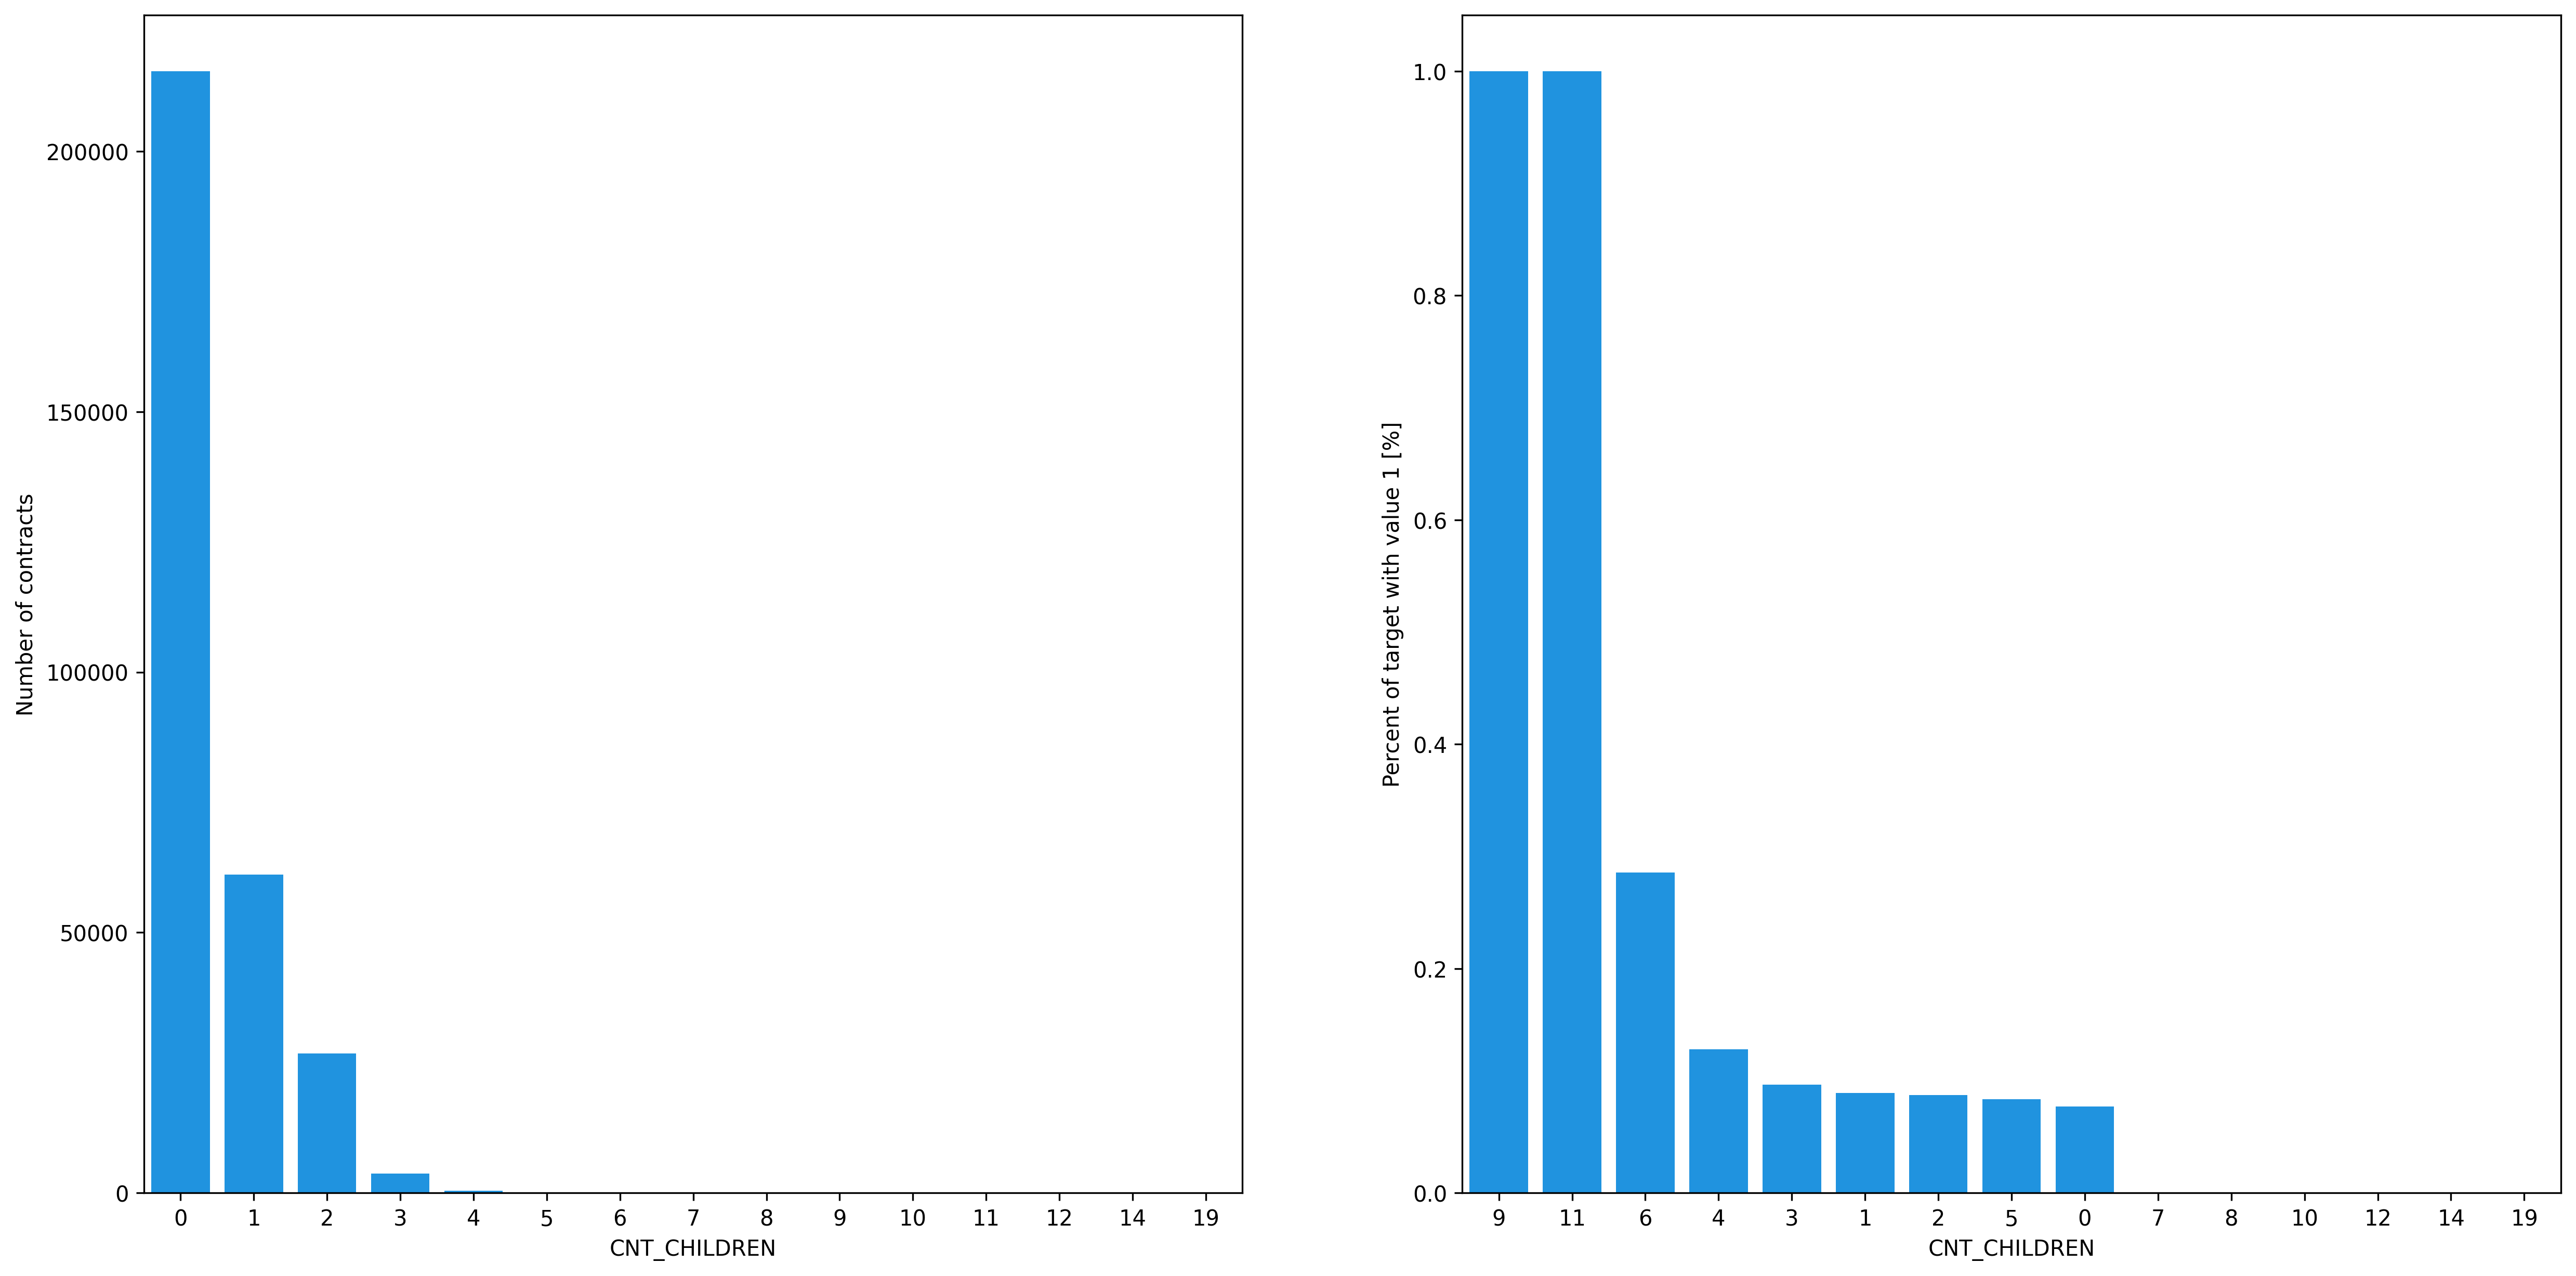 Number of contracts
200000
150000
100000
50000
0
0 1 2 3 4 5 6 7 8 9 10 11 12 14 19
CNT_CHILDREN
Percent of target with value 1 [%]
1.0
0.8
0.6
0.4
0.2
0.0
9 11 6 4 3 1 2 5 0 7 8 10 12 14 19
CNT_CHILDREN